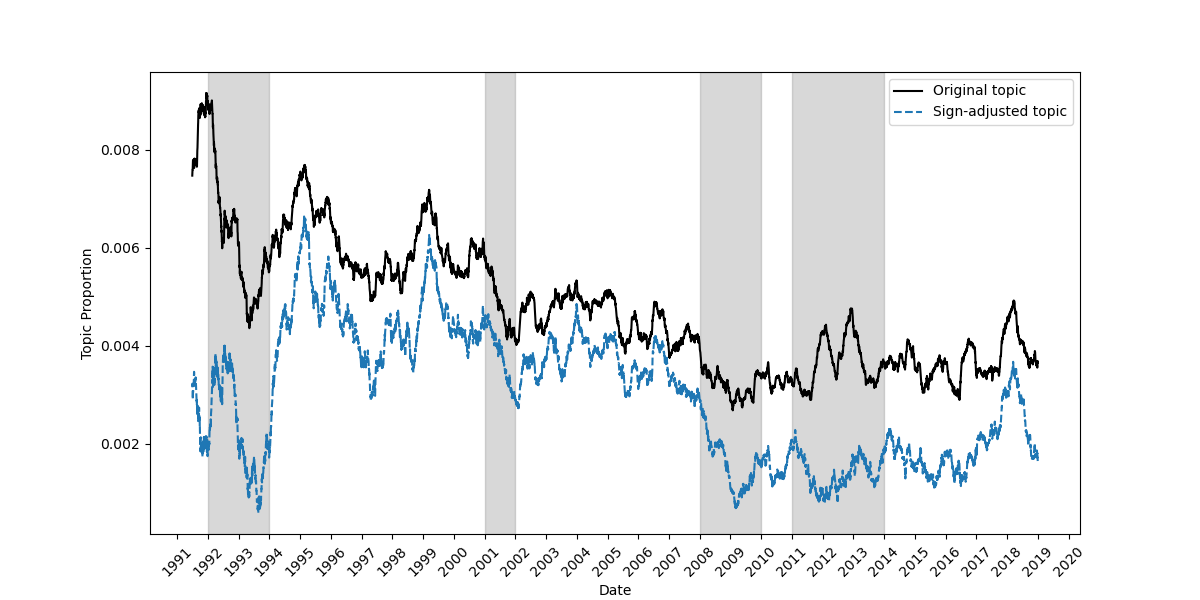 Original topic
Sign-adjusted topic
Topic Proportion
0.008
0.006
0.004
0.002
1991 1992 1993 1994 1995 1996 1997 1998 1999 2000 2001 2002 2003 2004 2005 2006 2007 2008 2009 2010 2011 2012 2013 2014 2015 2016 2017 2018 2019 2020
Date